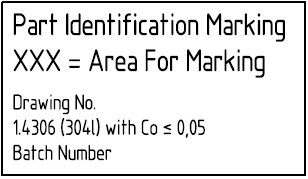 Part Identification Marking
XXX = Area For Marking
Drawing No.
1.4306 (304l) with Co ≤ 0,05
Batch Number